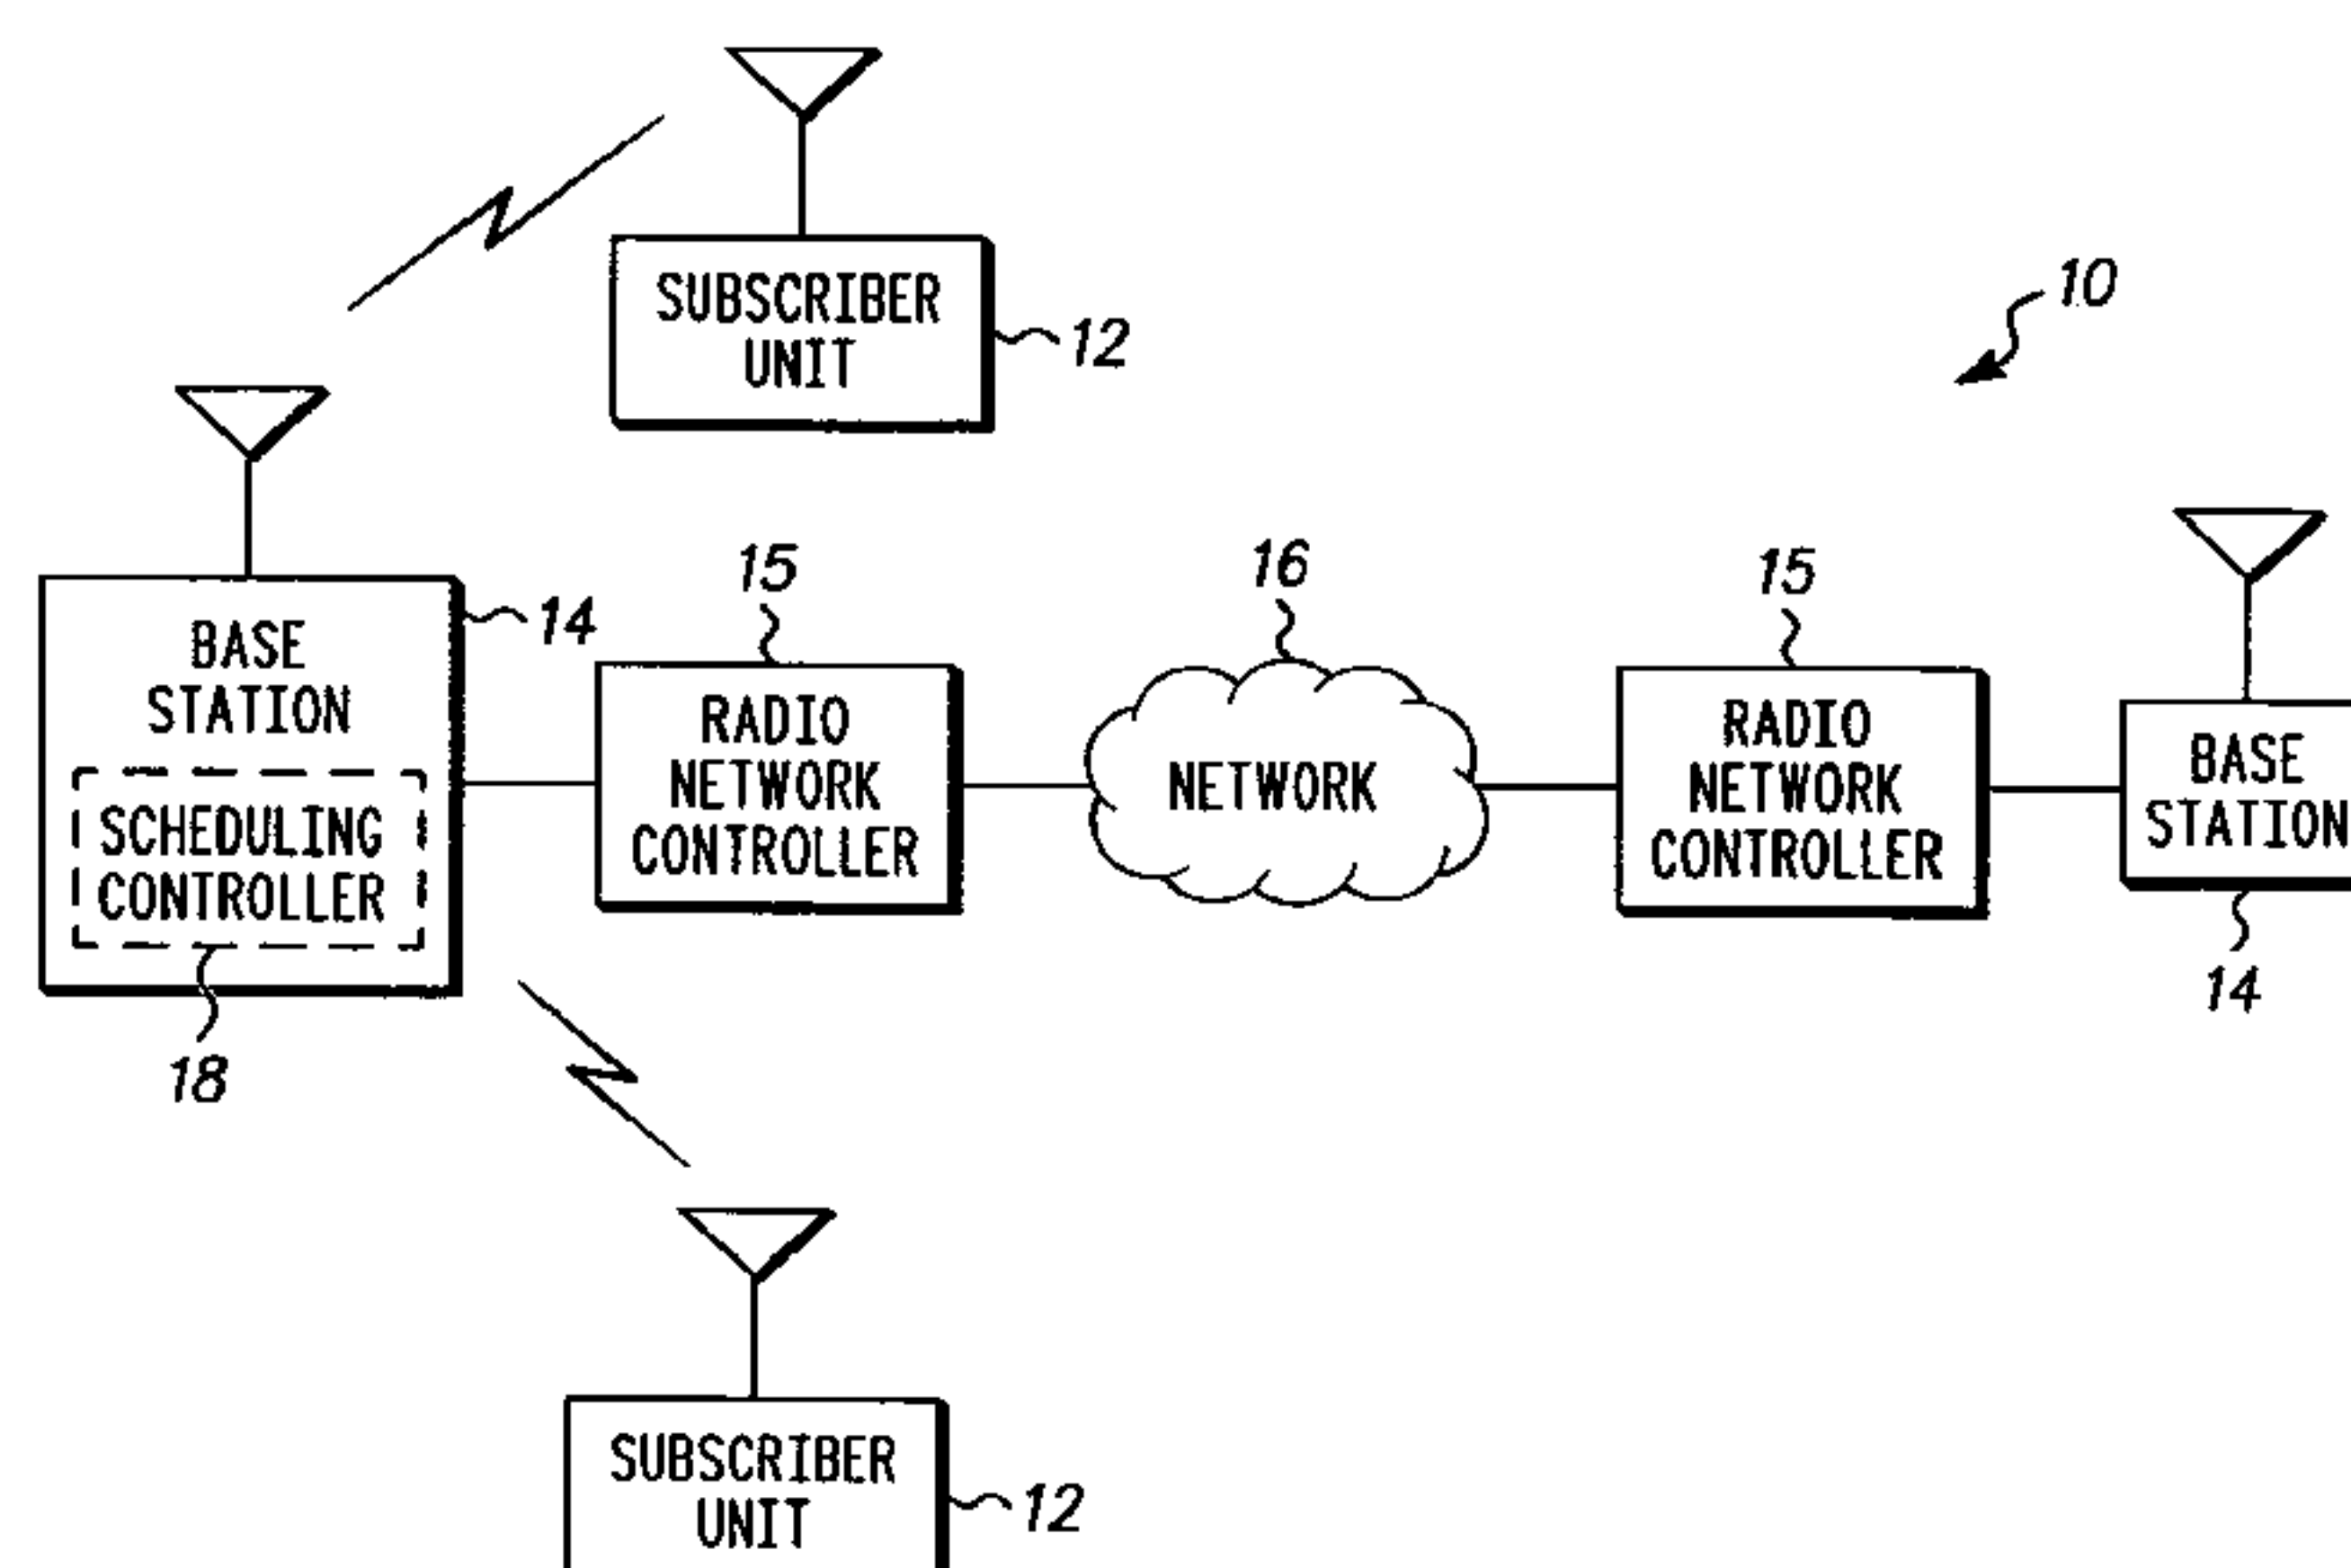 SUBSCRIBER
UNIT
12
10
BASE
STATION
14
SCHEDULING
CONTROLLER
18
15
RADIO
NETWORK
CONTROLLER
16
NETWORK
15
RADIO
NETWORK
CONTROLLER
BASE
STATION
14
SUBSCRIBER
UNIT
12